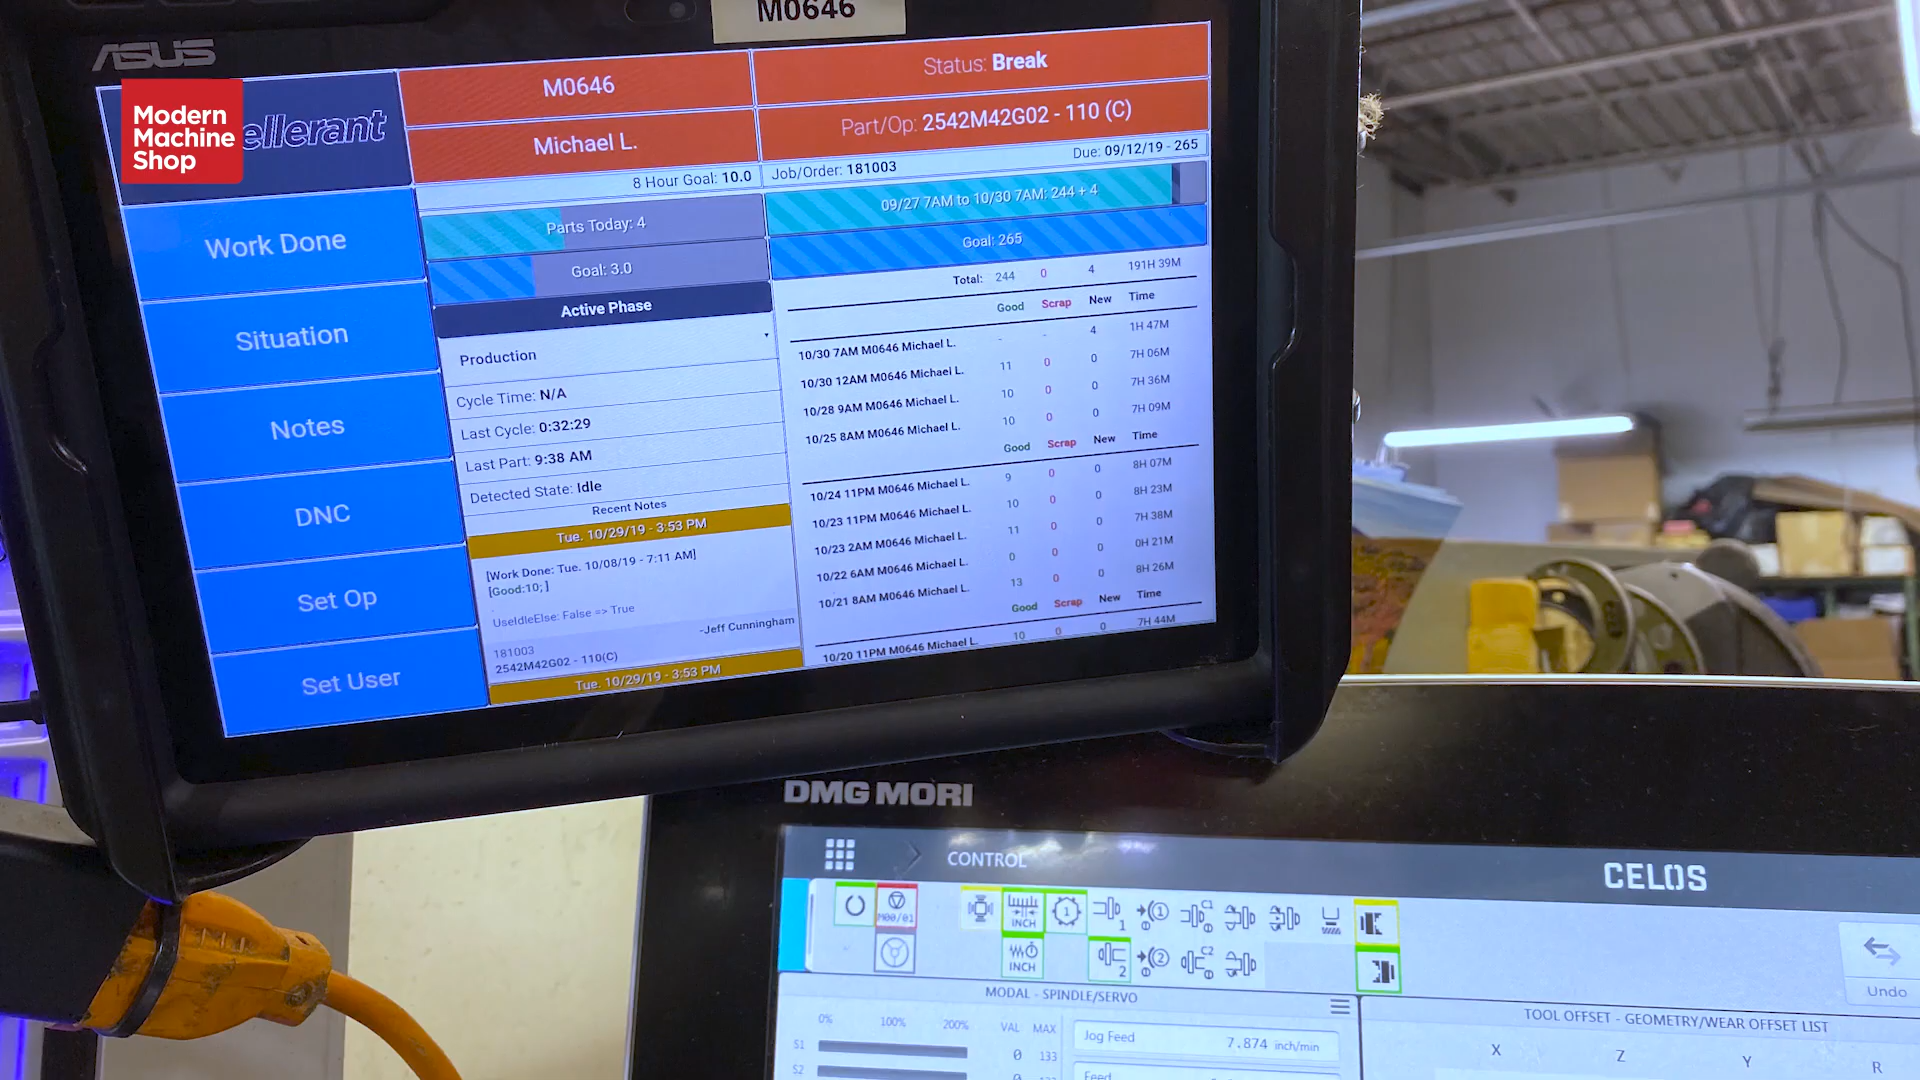 M0646
ASUS
Modern
Machine
Shop
ellerant
M0646
Status: Break
Michael L.
Part/Op: 2542M42G02 - 110 (C)
8 Hour Goal: 10.0
Job/Order: 181003
Due: 09/12/19 - 265
Work Done
Situation
Notes
DNC
Set Op
Set User
Parts Today: 4
Goal: 3.0
Active Phase
Production
Cycle Time: N/A
Last Cycle: 0:32:29
Last Part: 9:38 AM
Detected State: Idle
Recent Notes
Tue. 10/29/19 - 3:53 PM
[Work Done: Tue. 10/08/19 - 7:11 AM]
[Good:10; ]
UseIdleElse: False => True
-Jeff Cunningham
181003
2542M42G02 - 110(C)
Tue. 10/29/19 - 3:53 PM
09/27 7AM to 10/30 7AM: 244 + 4
Goal: 265
Total: 244 0 4 191H 39M
Good Scrap New Time
10/30 7AM M0646 Michael L. - - 4 1H 47M
10/30 12AM M0646 Michael L. 11 0 0 7H 06M
10/28 9AM M0646 Michael L. 10 0 0 7H 36M
10/25 8AM M0646 Michael L. 10 0 0 7H 09M
Good Scrap New Time
10/24 11PM M0646 Michael L. 9 0 0 8H 07M
10/23 11PM M0646 Michael L. 10 0 0 8H 23M
10/23 2AM M0646 Michael L. 11 0 0 7H 38M
10/22 6AM M0646 Michael L. 0 0 0 0H 21M
10/21 8AM M0646 Michael L. 13 0 0 8H 26M
Good Scrap New Time
10/20 11PM M0646 Michael L. 10 0 0 7H 44M
DMG MORI
CONTROL
CELOS
M00/01
INCH
1
1
1
C1
INCH
2
2
C2
Undo
MODAL - SPINDLE/SERVO
0% 100% 200% VAL MAX
S1 0 133
S2
Jog Feed 7.874 inch/min
Feed
TOOL OFFSET - GEOMETRY/WEAR OFFSET LIST
X Z Y R